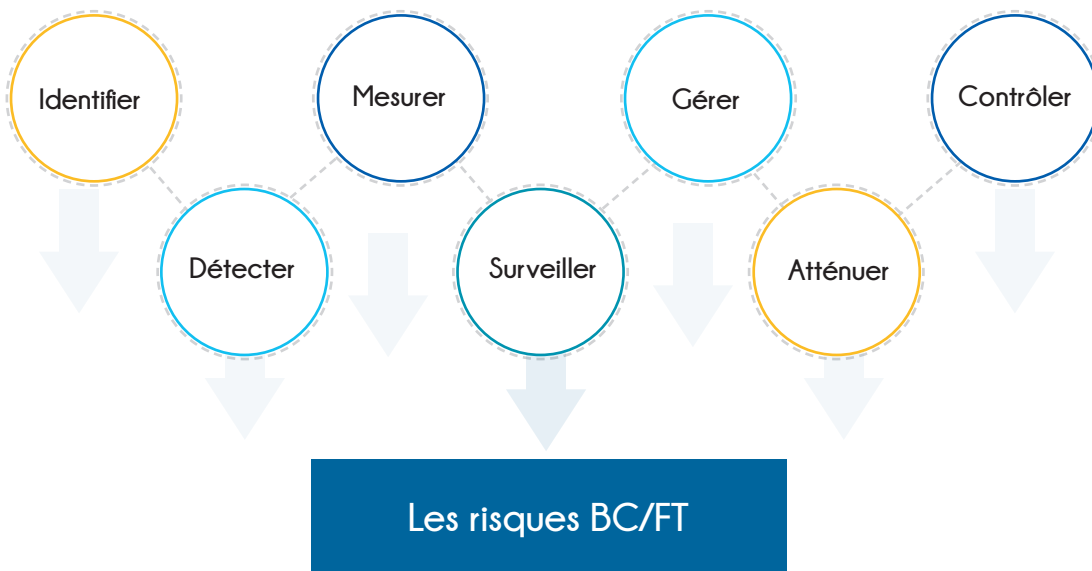 Identifier
Détecter
Mesurer
Surveiller
Gérer
Atténuer
Contrôler
Les risques BC/FT